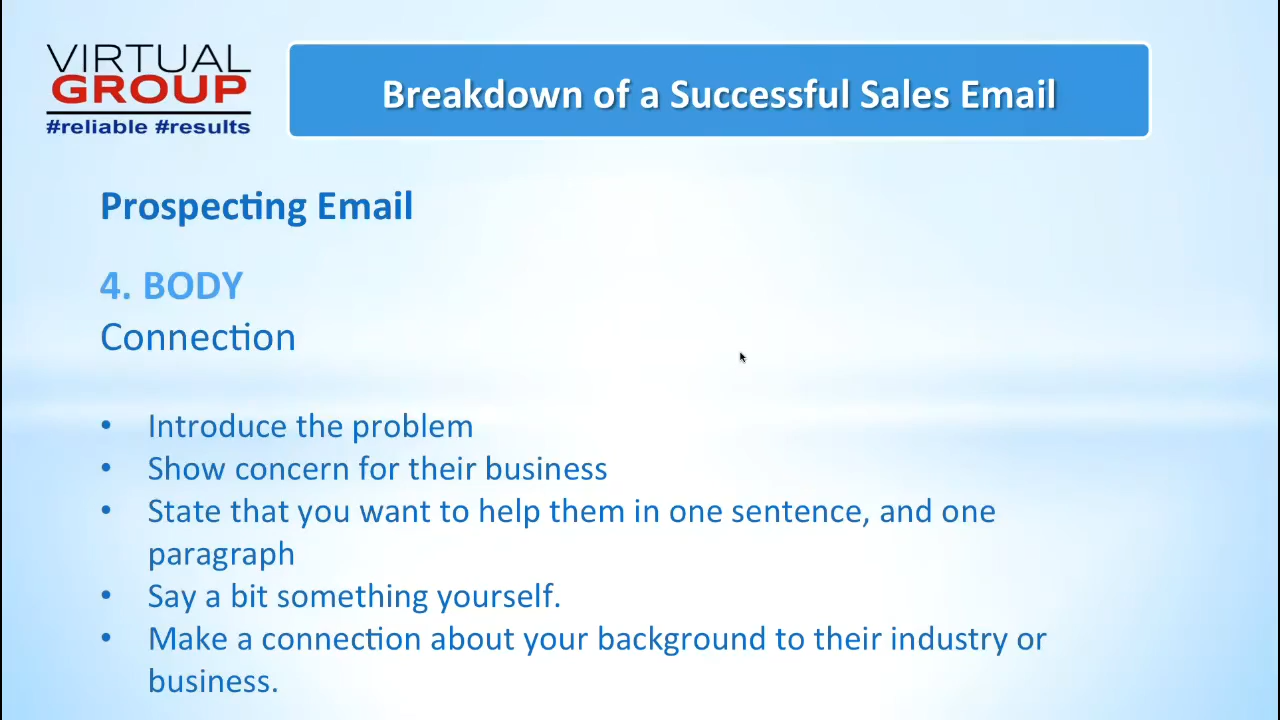 VIRTUAL
GROUP
#reliable #results
Breakdown of a Successful Sales Email
Prospecting Email
4. BODY
Connection
• Introduce the problem
• Show concern for their business
• State that you want to help them in one sentence, and one
paragraph
• Say a bit something yourself.
• Make a connection about your background to their industry or
business.